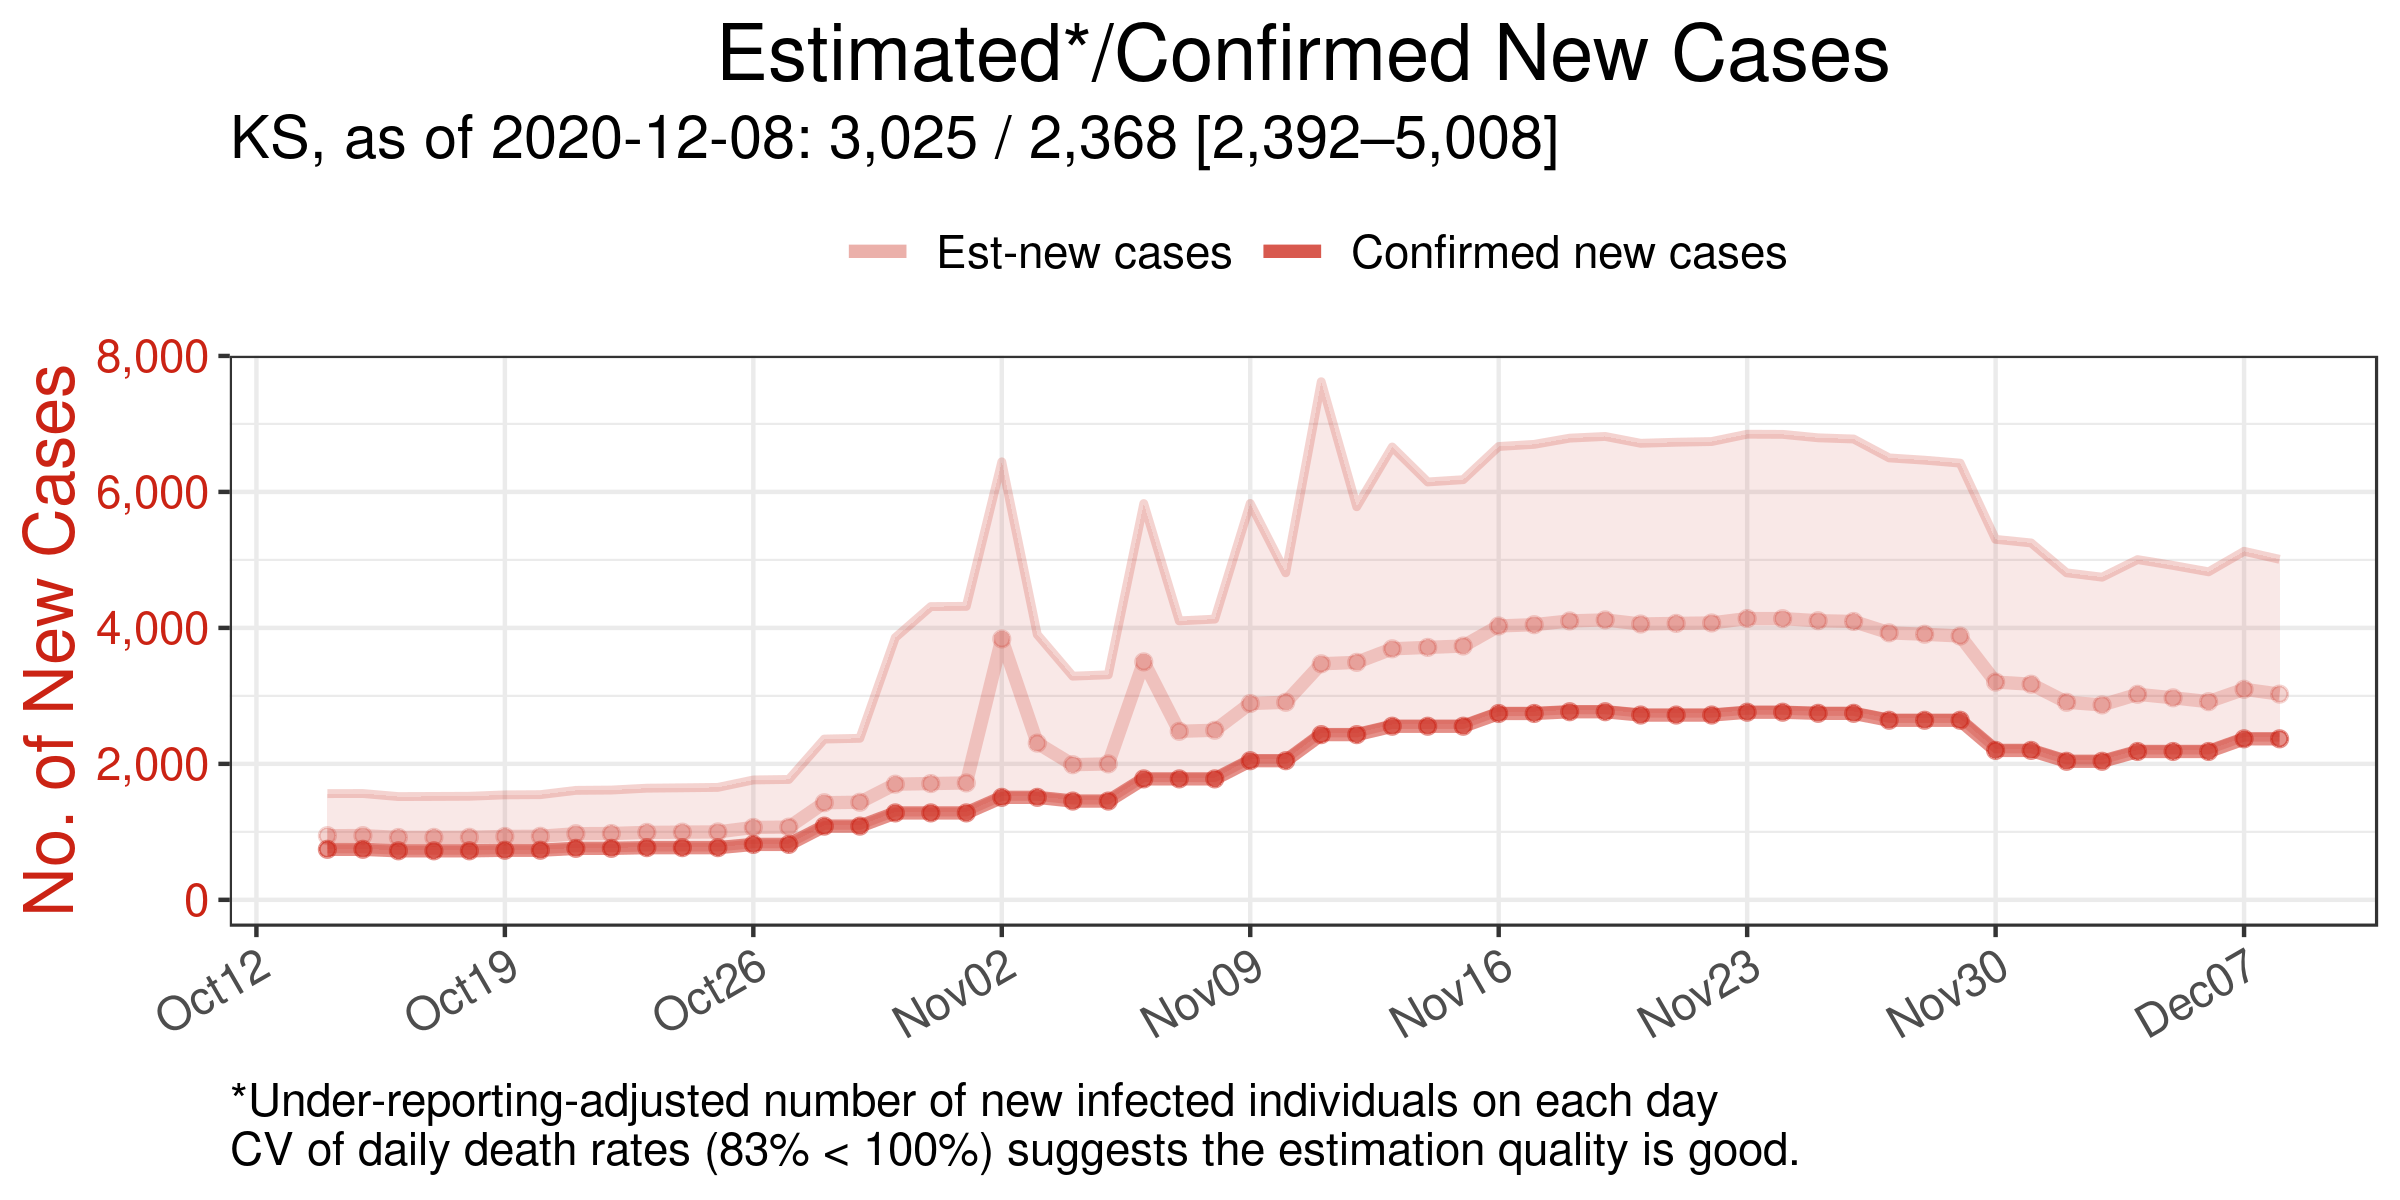 Estimated*/Confirmed New Cases
KS, as of 2020-12-08: 3,025 / 2,368 [2,392–5,008]
Est-new cases
Confirmed new cases
No. of New Cases
8,000
6,000
4,000
2,000
0
Oct12
Oct19
Oct26
Nov02
Nov09
Nov16
Nov23
Nov30
Dec07
*Under-reporting-adjusted number of new infected individuals on each day
CV of daily death rates (83% < 100%) suggests the estimation quality is good.